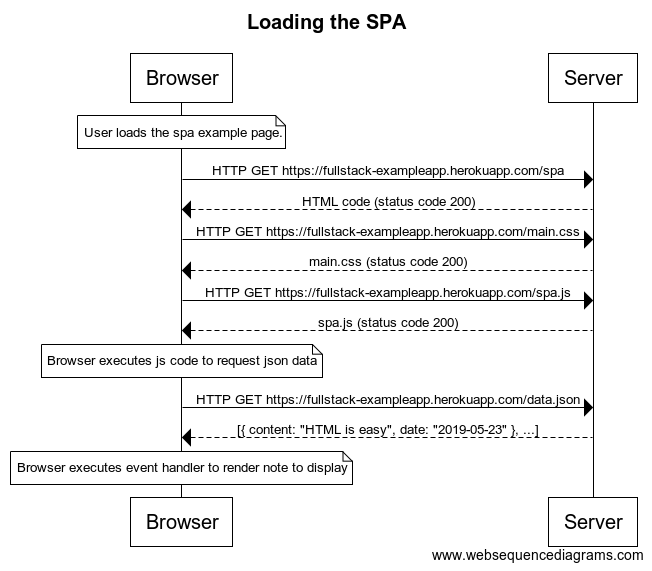 Loading the SPA
Browser
Server
User loads the spa example page.
HTTP GET https://fullstack-exampleapp.herokuapp.com/spa
HTML code (status code 200)
HTTP GET https://fullstack-exampleapp.herokuapp.com/main.css
main.css (status code 200)
HTTP GET https://fullstack-exampleapp.herokuapp.com/spa.js
spa.js (status code 200)
Browser executes js code to request json data
HTTP GET https://fullstack-exampleapp.herokuapp.com/data.json
[{ content: "HTML is easy", date: "2019-05-23" }, ...]
Browser executes event handler to render note to display
Browser
Server
www.websequencediagrams.com